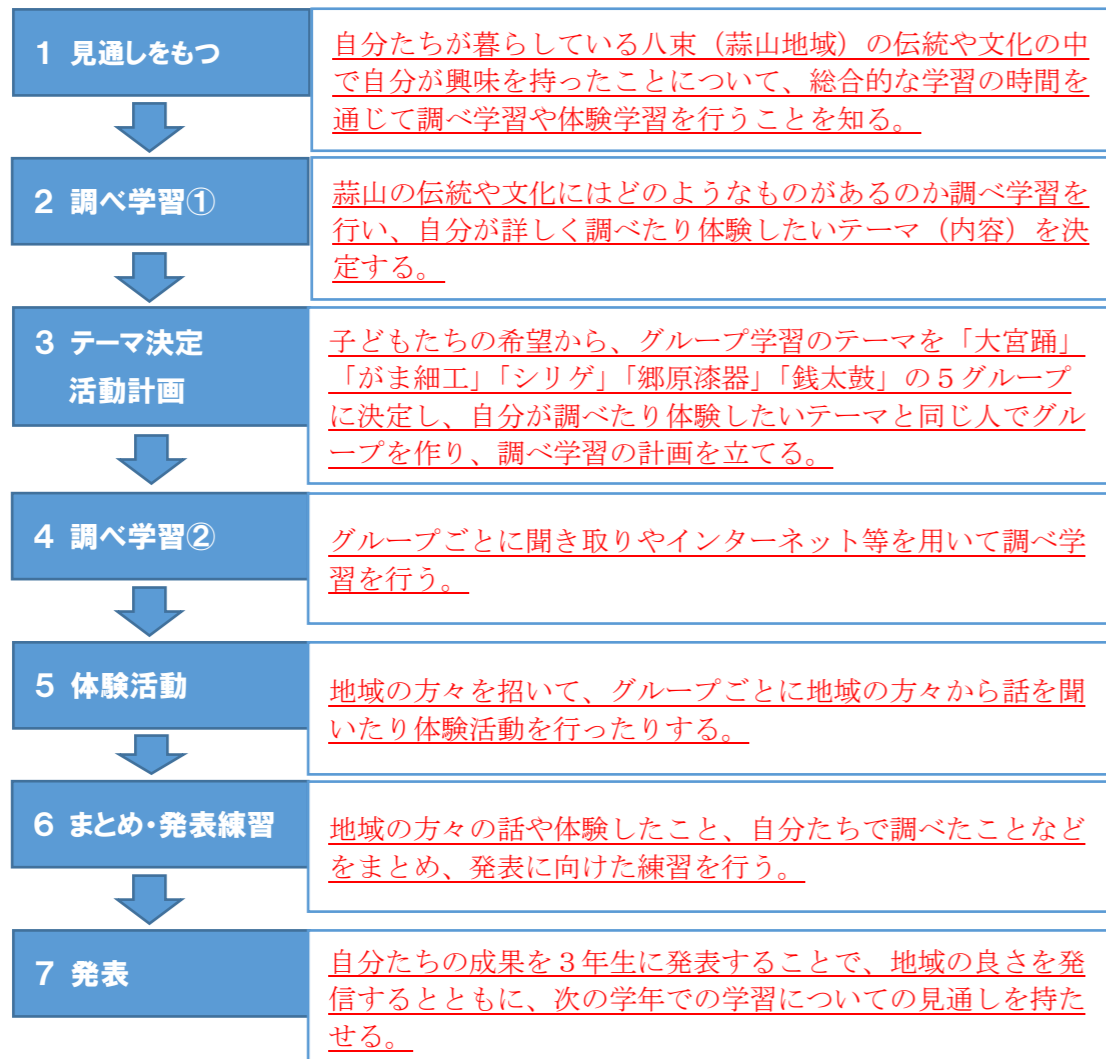 1 見通しをもつ
自分たちが暮らしている八束（蒜山地域）の伝統や文化の中
で自分が興味を持ったことについて、総合的な学習の時間を
通じて調べ学習や体験学習を行うことを知る。
2 調べ学習①
蒜山の伝統や文化にはどのようなものがあるのか調べ学習を
行い、自分が詳しく調べたり体験したいテーマ（内容）を決
定する。
3 テーマ決定
活動計画
子どもたちの希望から、グループ学習のテーマを「大宮踊」
「がま細工」「シリゲ」「郷原漆器」「銭太鼓」の５グループ
に決定し、自分が調べたり体験したいテーマと同じ人でグル
ープを作り、調べ学習の計画を立てる。
4 調べ学習②
グループごとに聞き取りやインターネット等を用いて調べ学
習を行う。
5 体験活動
地域の方々を招いて、グループごとに地域の方々から話を聞
いたり体験活動を行ったりする。
6 まとめ・発表練習
地域の方々の話や体験したこと、自分たちで調べたことなど
をまとめ、発表に向けた練習を行う。
7 発表
自分たちの成果を３年生に発表することで、地域の良さを発
信するとともに、次の学年での学習についての見通しを持た
せる。